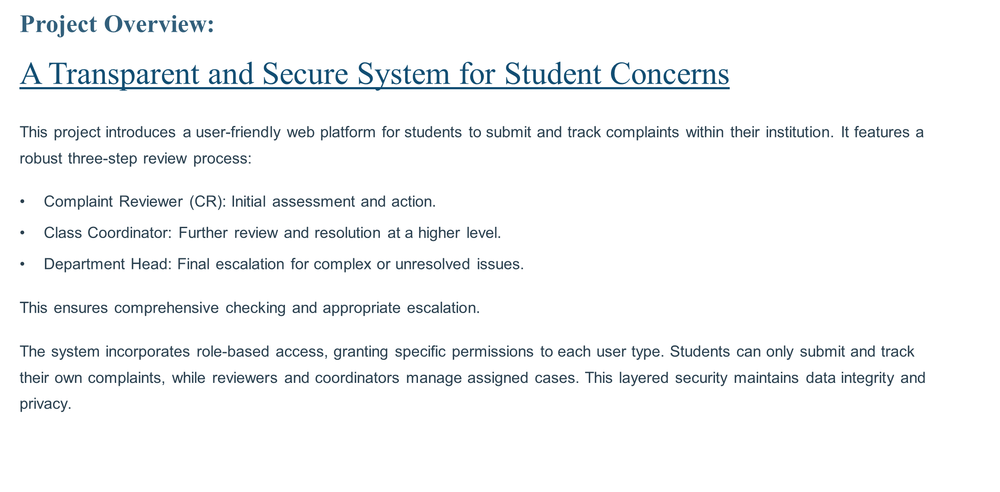 Project Overview:
A Transparent and Secure System for Student Concerns
This project introduces a user-friendly web platform for students to submit and track complaints within their institution. It features a
robust three-step review process:
• Complaint Reviewer (CR): Initial assessment and action.
• Class Coordinator: Further review and resolution at a higher level.
• Department Head: Final escalation for complex or unresolved issues.
This ensures comprehensive checking and appropriate escalation.
The system incorporates role-based access, granting specific permissions to each user type. Students can only submit and track
their own complaints, while reviewers and coordinators manage assigned cases. This layered security maintains data integrity and
privacy.